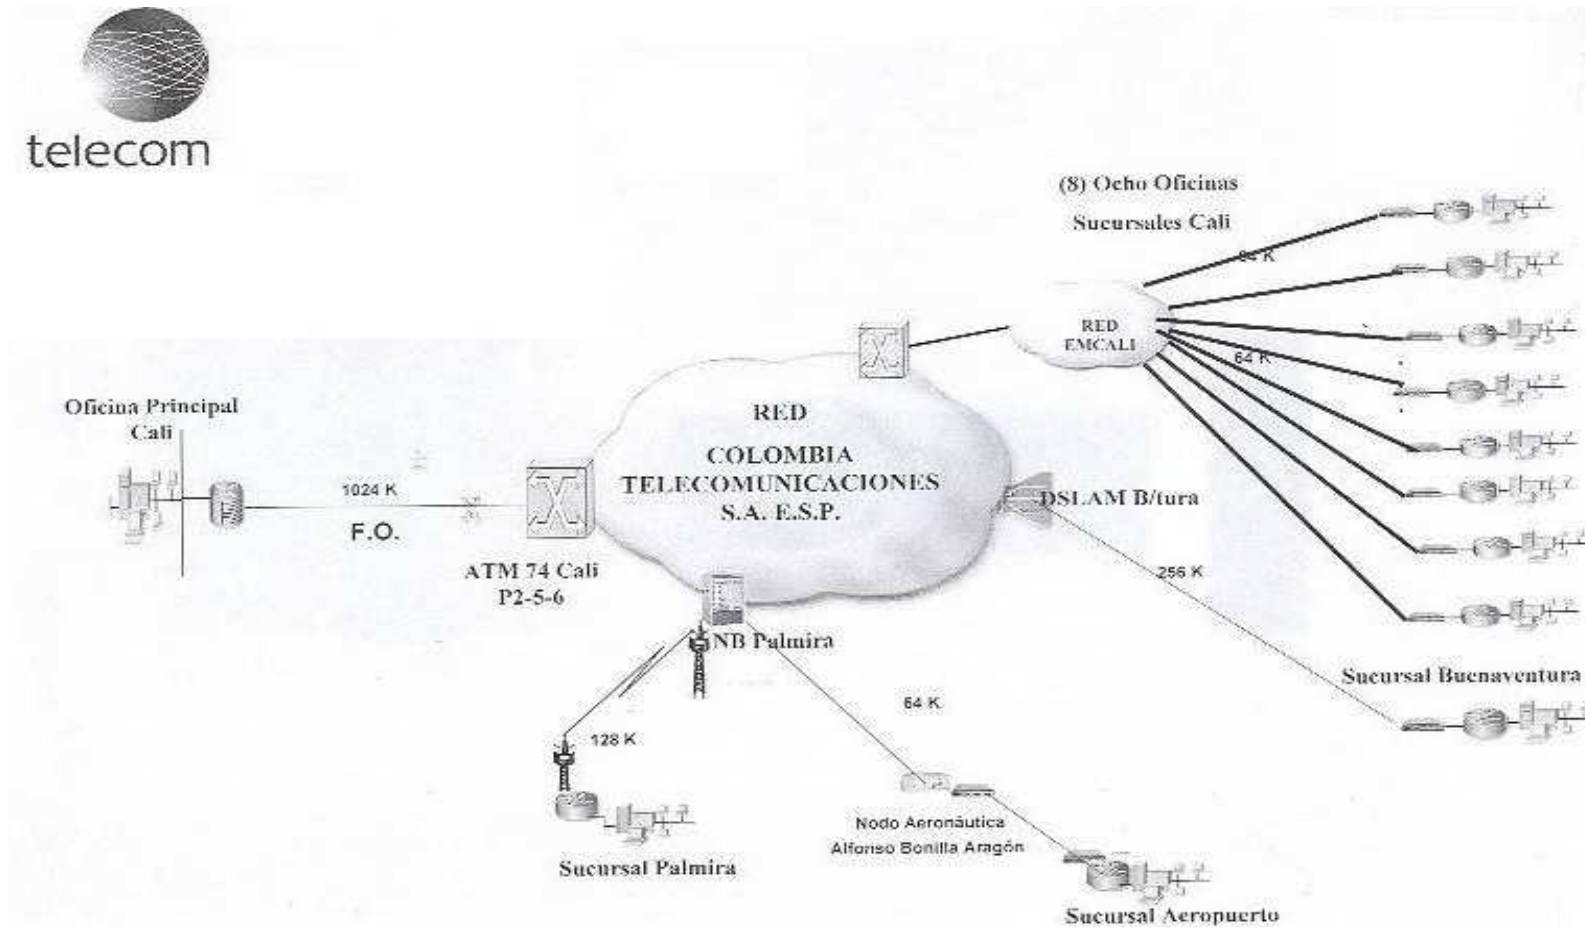 telecom
(8) Ocho Oficinas
Sucursales Cali
64 K
RED
EMCALI
64 K
Oficina Principal
Cali
RED
COLOMBIA
TELECOMUNICACIONES
S.A. E.S.P.
1024 K
F.O.
DSLAM B/tura
ATM 74 Cali
P2-5-6
256 K
NB Palmira
Sucursal Buenaventura
64 K
128 K
Nodo Aeronáutica
Alfonso Bonilla Aragón
Sucursal Palmira
Sucursal Aeropuerto